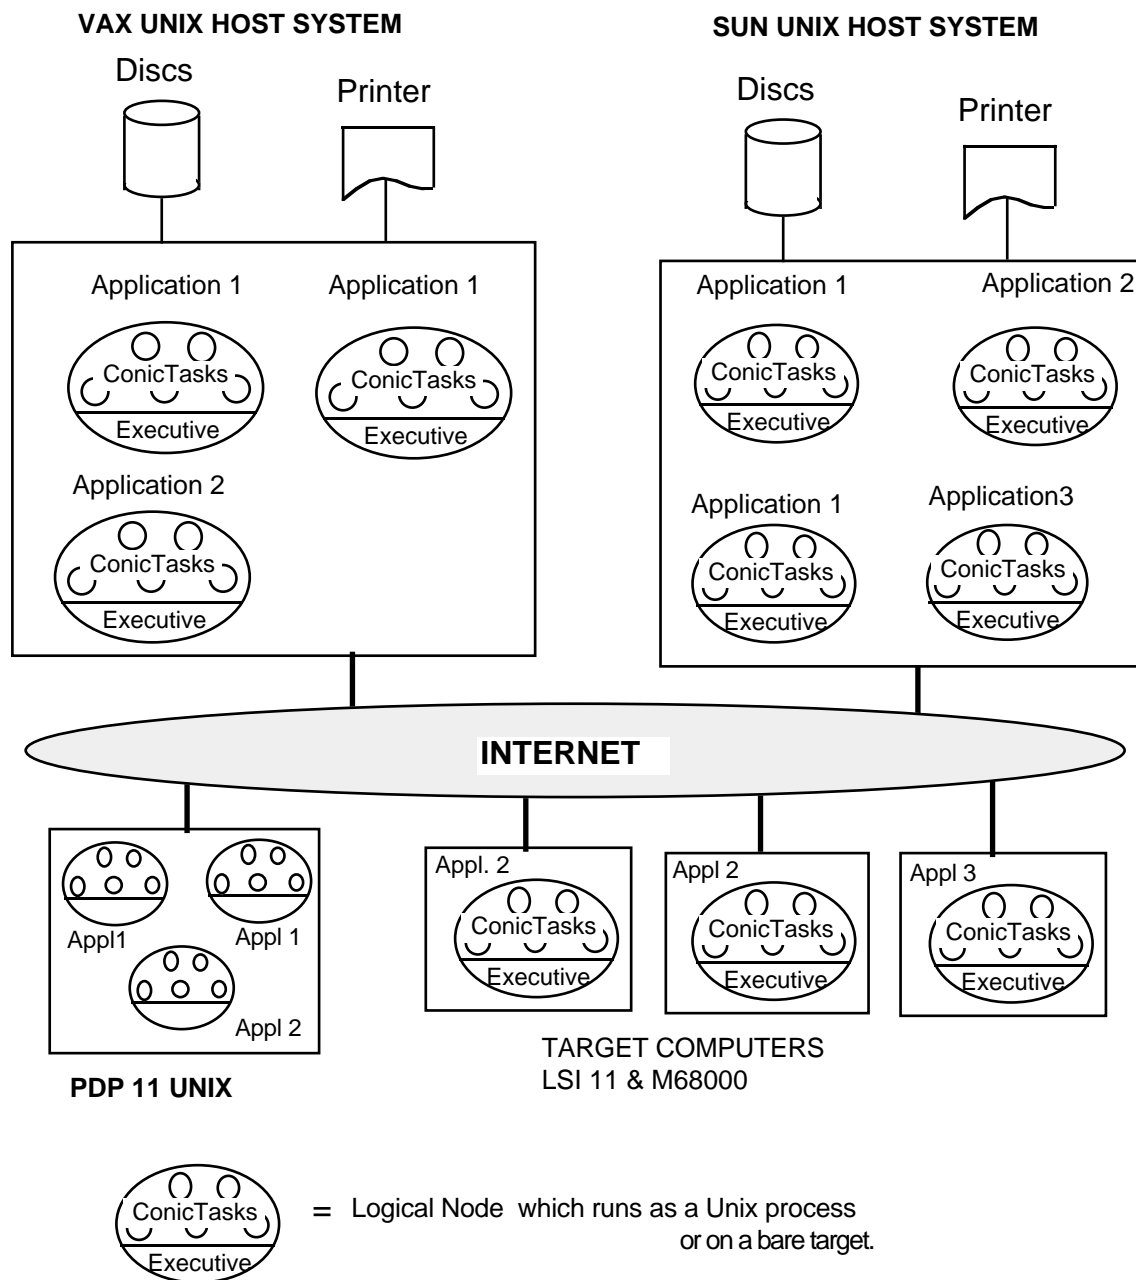 VAX UNIX HOST SYSTEM
SUN UNIX HOST SYSTEM
Discs
Printer
Discs
Printer
Application 1
Application 1
ConicTasks
Executive
ConicTasks
Executive
Application 2
ConicTasks
Executive
Application 1
Application 2
ConicTasks
Executive
ConicTasks
Executive
Application 1
Application3
ConicTasks
Executive
ConicTasks
Executive
INTERNET
Appl1
Appl 1
Appl 2
PDP 11 UNIX
Appl. 2
ConicTasks
Executive
Appl 2
ConicTasks
Executive
Appl 3
ConicTasks
Executive
TARGET COMPUTERS
LSI 11 & M68000
ConicTasks
Executive
= Logical Node which runs as a Unix process
or on a bare target.